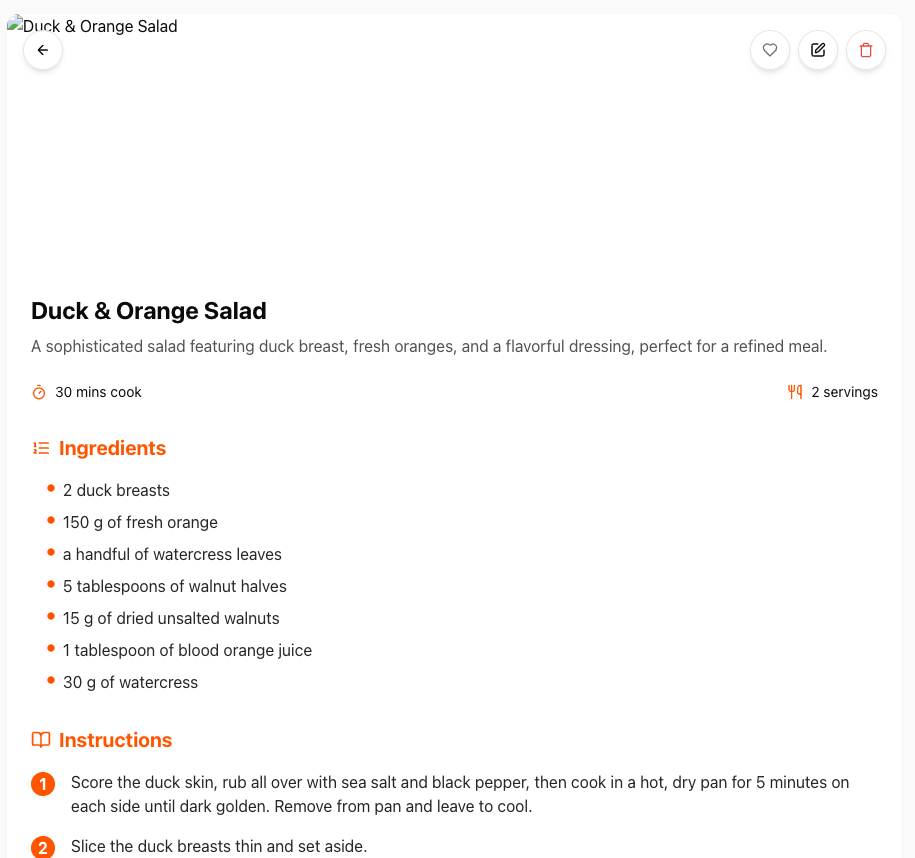 Duck & Orange Salad
Duck & Orange Salad
A sophisticated salad featuring duck breast, fresh oranges, and a flavorful dressing, perfect for a refined meal.
30 mins cook
2 servings
Ingredients
2 duck breasts
150 g of fresh orange
a handful of watercress leaves
5 tablespoons of walnut halves
15 g of dried unsalted walnuts
1 tablespoon of blood orange juice
30 g of watercress
Instructions
1 Score the duck skin, rub all over with sea salt and black pepper, then cook in a hot, dry pan for 5 minutes on
each side until dark golden. Remove from pan and leave to cool.
2 Slice the duck breasts thin and set aside.